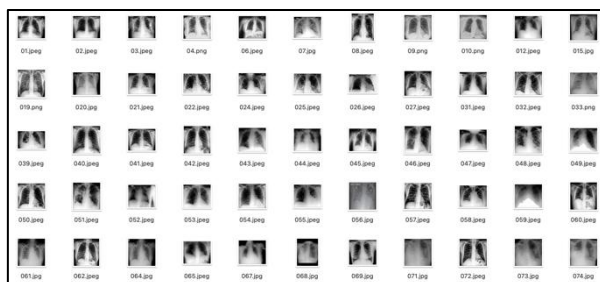 01.jpeg 02.jpeg 03.jpeg 04.png 06.jpeg 07.jpg 08.jpeg 09.png 010.png 012.jpeg 015.jpg
019.png 020.jpg 021.jpeg 022.jpeg 024.jpeg 025.jpeg 026.jpeg 027.jpeg 031.jpeg 032.jpeg 033.png
039.jpeg 040.jpeg 041.jpeg 042.jpeg 043.jpeg 044.jpeg 045.jpeg 046.jpeg 047.jpeg 048.jpeg 049.jpeg
050.jpeg 051.jpeg 052.jpeg 053.jpeg 054.jpeg 055.jpeg 056.jpg 057.jpeg 058.jpeg 059.jpeg 060.jpeg
061.jpg 062.jpeg 064.jpg 065.jpeg 067.jpg 068.jpg 069.jpg 071.jpg 072.jpeg 073.jpg 074.jpg